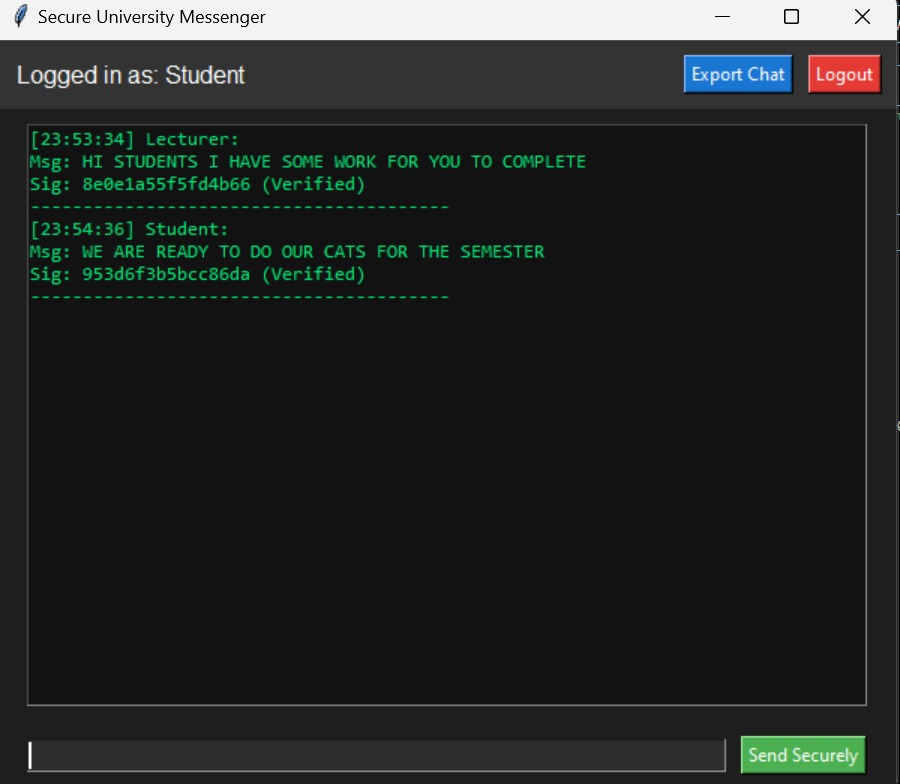 Secure University Messenger
Logged in as: Student
Export Chat
Logout
[23:53:34] Lecturer:
Msg: HI STUDENTS I HAVE SOME WORK FOR YOU TO COMPLETE
Sig: 8e0e1a55f5fd4b66 (Verified)
----------------------------------------
[23:54:36] Student:
Msg: WE ARE READY TO DO OUR CATS FOR THE SEMESTER
Sig: 953d6f3b5bcc86da (Verified)
----------------------------------------
Send Securely